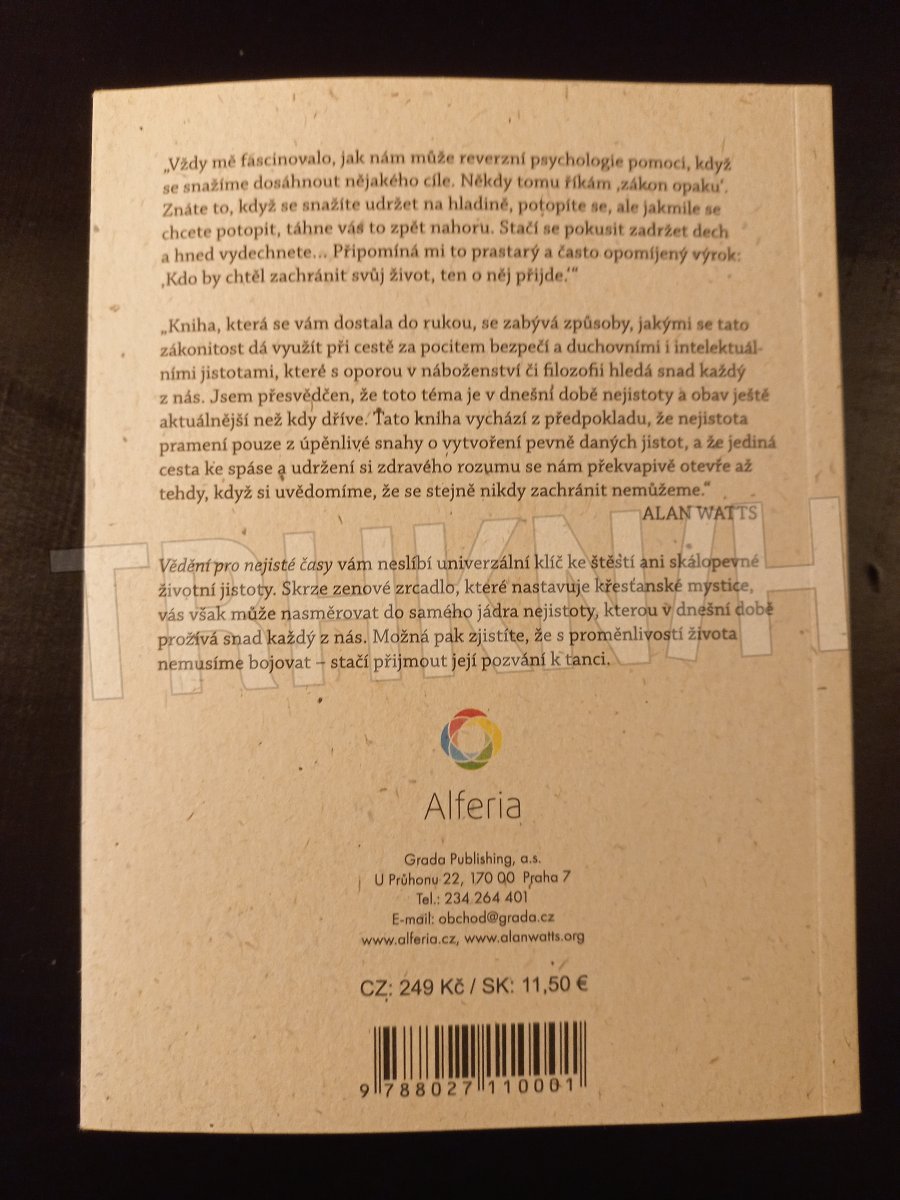 „Vždy mě fascinovalo, jak nám může reverzní psychologie pomoci, když
se snažíme dosáhnout nějakého cíle. Někdy tomu říkám ‚zákon opaku‘.
Znáte to, když se snažíte udržet na hladině, potopíte se, ale jakmile se
chcete potopit, táhne vás to zpět nahoru. Stačí se pokusit zadržet dech
a hned vydechnete... Připomíná mi to prastarý a často opomíjený výrok:
‚Kdo by chtěl zachránit svůj život, ten o něj přijde.‘“
„Kniha, která se vám dostala do rukou, se zabývá způsoby, jakými se tato
zákonitost dá využít při cestě za pocitem bezpečí a duchovními i intelektuál-
ními jistotami, které s oporou v náboženství či filozofii hledá snad každý
z nás. Jsem přesvědčen, že toto téma je v dnešní době nejistoty a obav ještě
aktuálnější než kdy dříve. Tato kniha vychází z předpokladu, že nejistota
pramení pouze z úpěnlivé snahy o vytvoření pevně daných jistot, a že jediná
cesta ke spáse a udržení si zdravého rozumu se nám překvapivě otevře až
tehdy, když si uvědomíme, že se stejně nikdy zachránit nemůžeme.“
ALAN WATTS
TRHKNIH
Vědění pro nejisté časy vám neslíbí univerzální klíč ke štěstí ani skálopevné
životní jistoty. Skrze zenové zrcadlo, které nastavuje křesťanské mystice,
vás však může nasměrovat do samého jádra nejistoty, kterou v dnešní době
prožívá snad každý z nás. Možná pak zjistíte, že s proměnlivostí života
nemusíme bojovat – stačí přijmout její pozvání k tanci.
Alferia
Grada Publishing, a.s.
U Průhonu 22, 170 00 Praha 7
Tel.: 234 264 401
E-mail: obchod@grada.cz
www.alferia.cz, www.alanwatts.org
CZ: 249 Kč / SK: 11,50 €
9 788027 110001